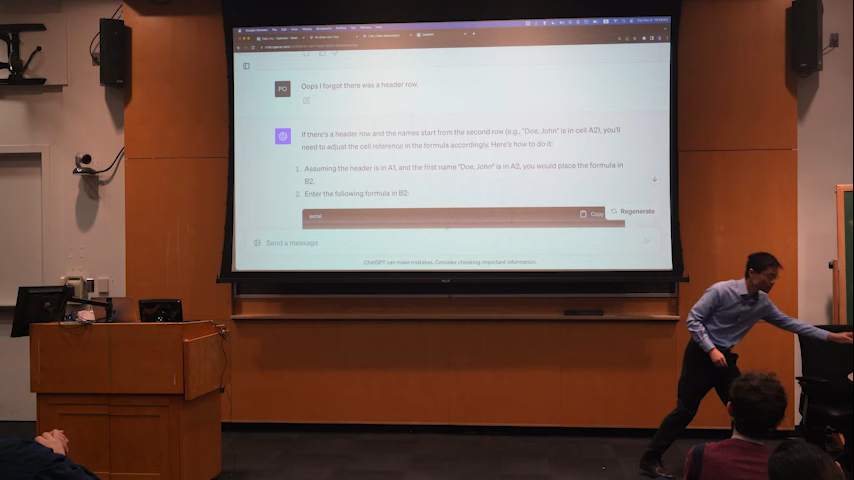 PO
Oops I forgot there was a header row.
If there's a header row and the names start from the second row (e.g., "Doe, John" is in cell A2), you'll
need to adjust the cell reference in the formula accordingly. Here's how to do it:
1. Assuming the header is in A1, and the first name "Doe, John" is in A2, you would place the formula in
B2.
2. Enter the following formula in B2:
excel
Copy
Regenerate
Send a message
ChatGPT can make mistakes. Consider checking important information.